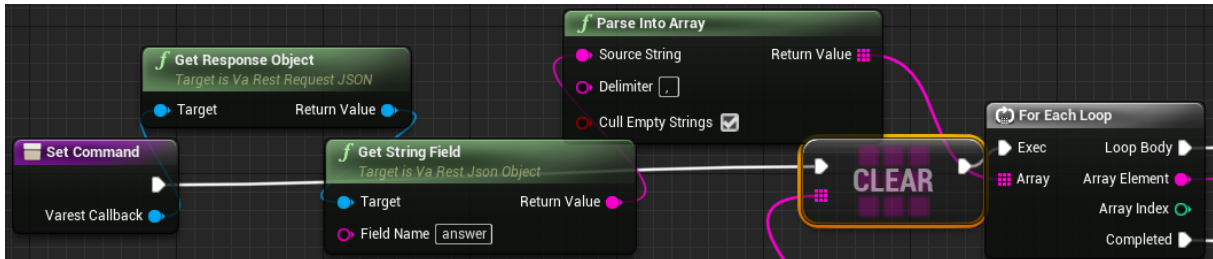 Set Command
Varest Callback
f Get Response Object
Target is Va Rest Request JSON
Target Return Value
f Get String Field
Target is Va Rest Json Object
Target Return Value
Field Name answer
f Parse Into Array
Source String Return Value
Delimiter ,
Cull Empty Strings
CLEAR
For Each Loop
Exec Loop Body
Array Array Element
Array Index
Completed